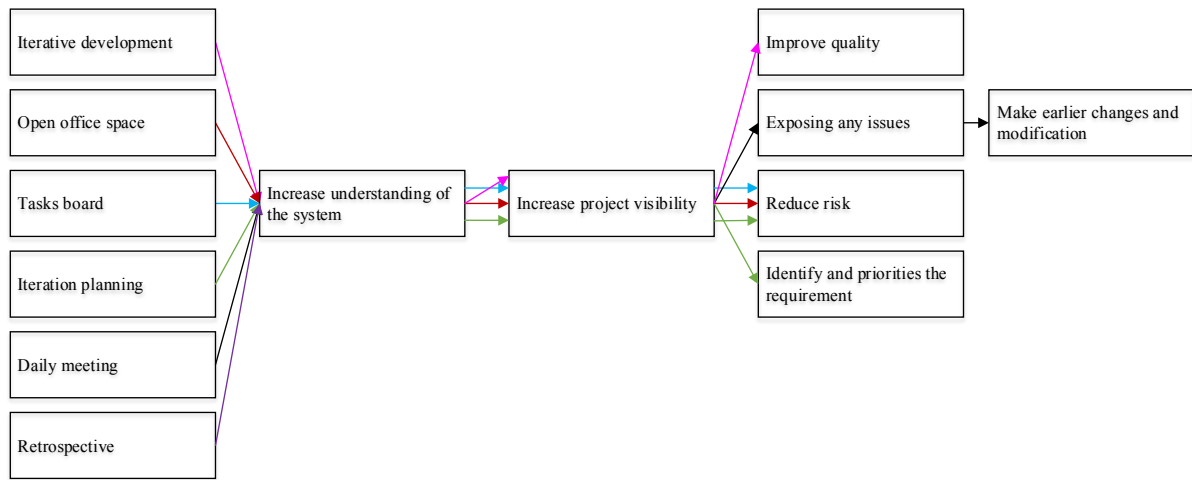 Iterative development
Open office space
Tasks board
Iteration planning
Daily meeting
Retrospective
Increase understanding of
the system
Increase project visibility
Improve quality
Exposing any issues
Reduce risk
Identify and priorities the
requirement
Make earlier changes and
modification